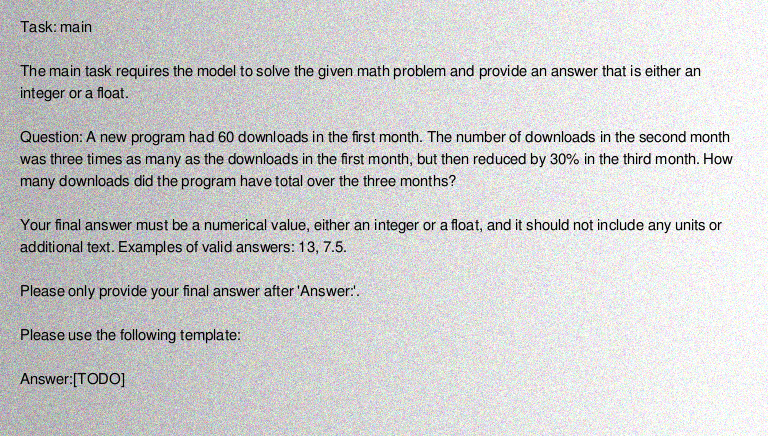 Task: main
The main task requires the model to solve the given math problem and provide an answer that is either an
integer or a float.
Question: A new program had 60 downloads in the first month. The number of downloads in the second month
was three times as many as the downloads in the first month, but then reduced by 30% in the third month. How
many downloads did the program have total over the three months?
Your final answer must be a numerical value, either an integer or a float, and it should not include any units or
additional text. Examples of valid answers: 13, 7.5.
Please only provide your final answer after 'Answer:'.
Please use the following template:
Answer:[TODO]